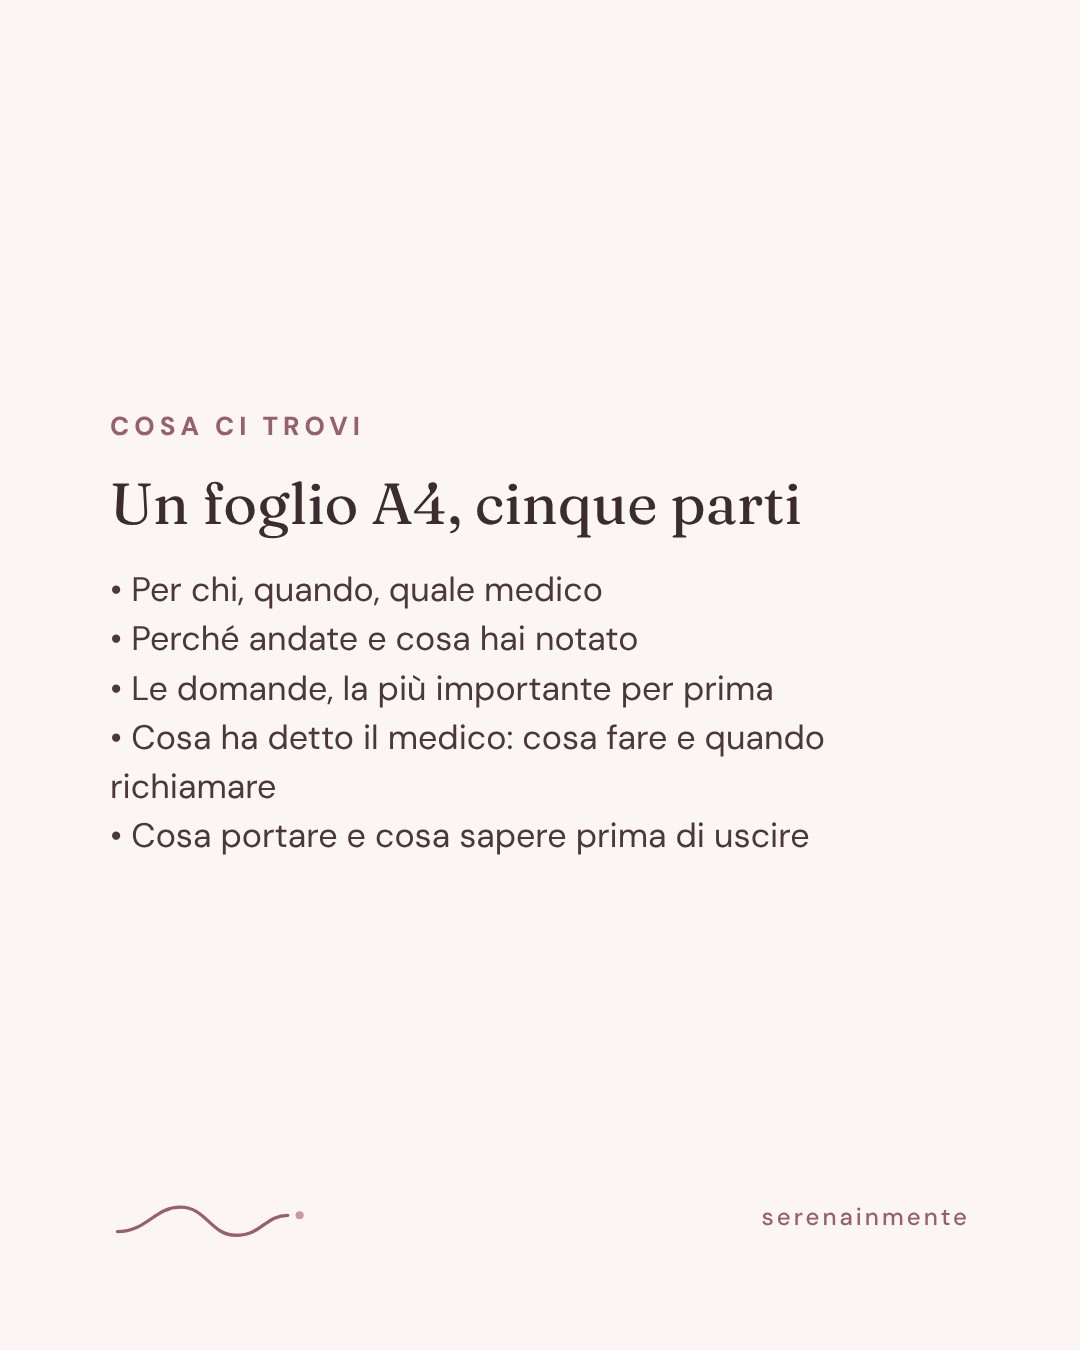 COSA CI TROVI
Un foglio A4, cinque parti
• Per chi, quando, quale medico
• Perché andate e cosa hai notato
• Le domande, la più importante per prima
• Cosa ha detto il medico: cosa fare e quando
richiamare
• Cosa portare e cosa sapere prima di uscire
serenainmente